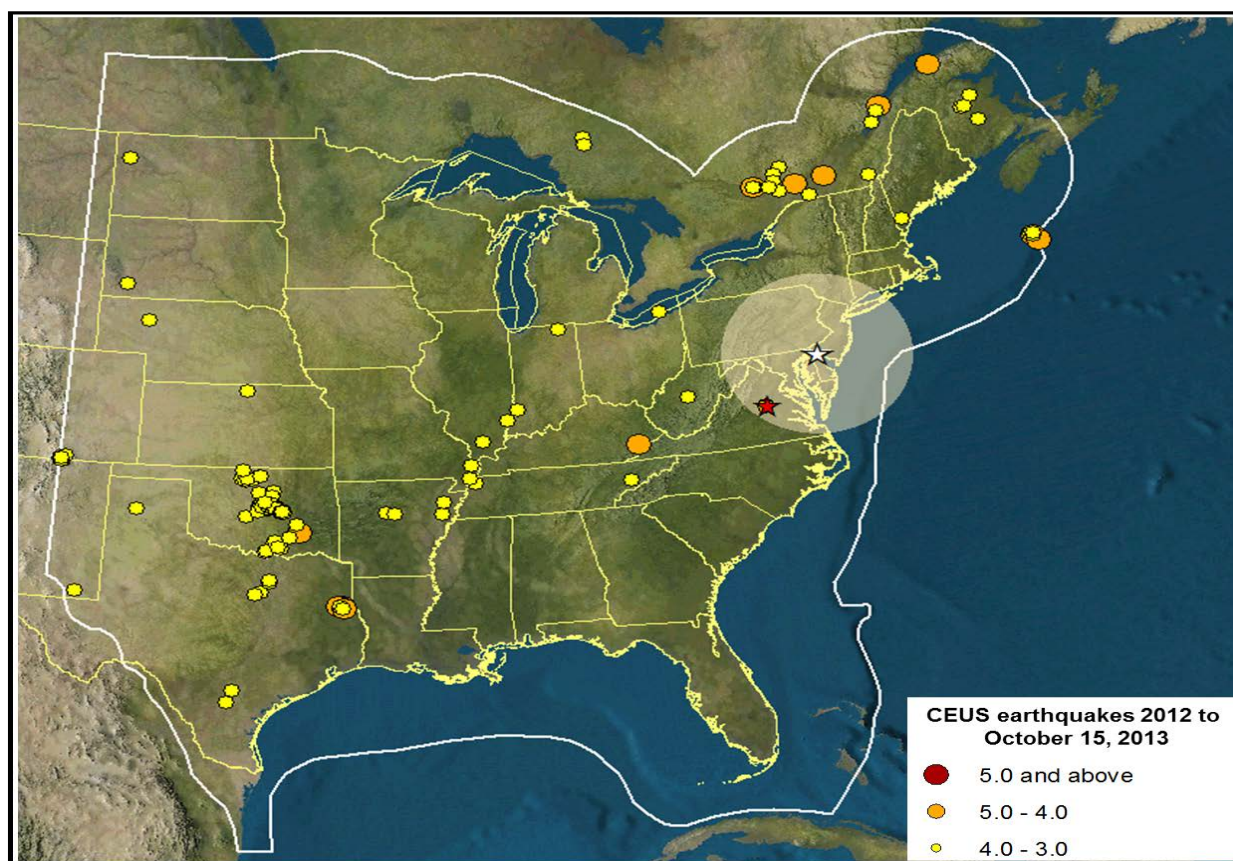 CEUS earthquakes 2012 to
October 15, 2013
5.0 and above
5.0 - 4.0
4.0 - 3.0